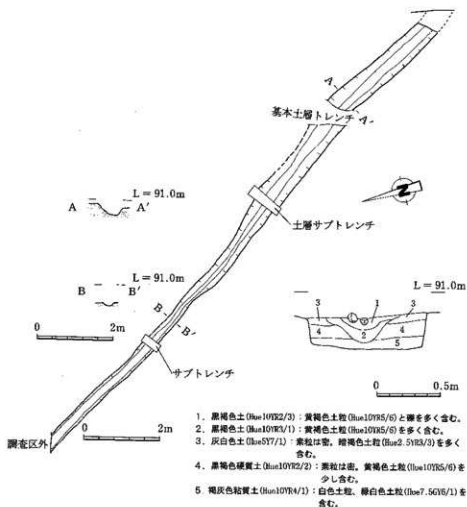 A
基本土層トレンチ
A′
L=91.0m
A A′
土層サブトレンチ
N
L=91.0m
B B′
0 2m
B
B′
サブトレンチ
調査区外
0 2m
L=91.0m
3 1 3
4 2 4
5
0 0.5m
1．黒褐色土(Hue10YR2/3)：黄褐色土粒(Hue10YR5/6)と礫を多く含む。
2．黒褐色土(Hue10YR3/1)：黄褐色土粒(Hue10YR5/6)を多く含む。
3．灰白色土(Hue5Y7/1)：素粒は密。暗褐色土粒(Hue2.5YR3/3)を多く
含む。
4．黒褐色硬質土(Hue10YR2/2)：素粒は密。黄褐色土粒(Hue10YR5/6)を
少し含む。
5．褐灰色粘質土(Hue10YR4/1)：白色土粒、緑白色土粒(Hue7.5GY6/1)を
含む。